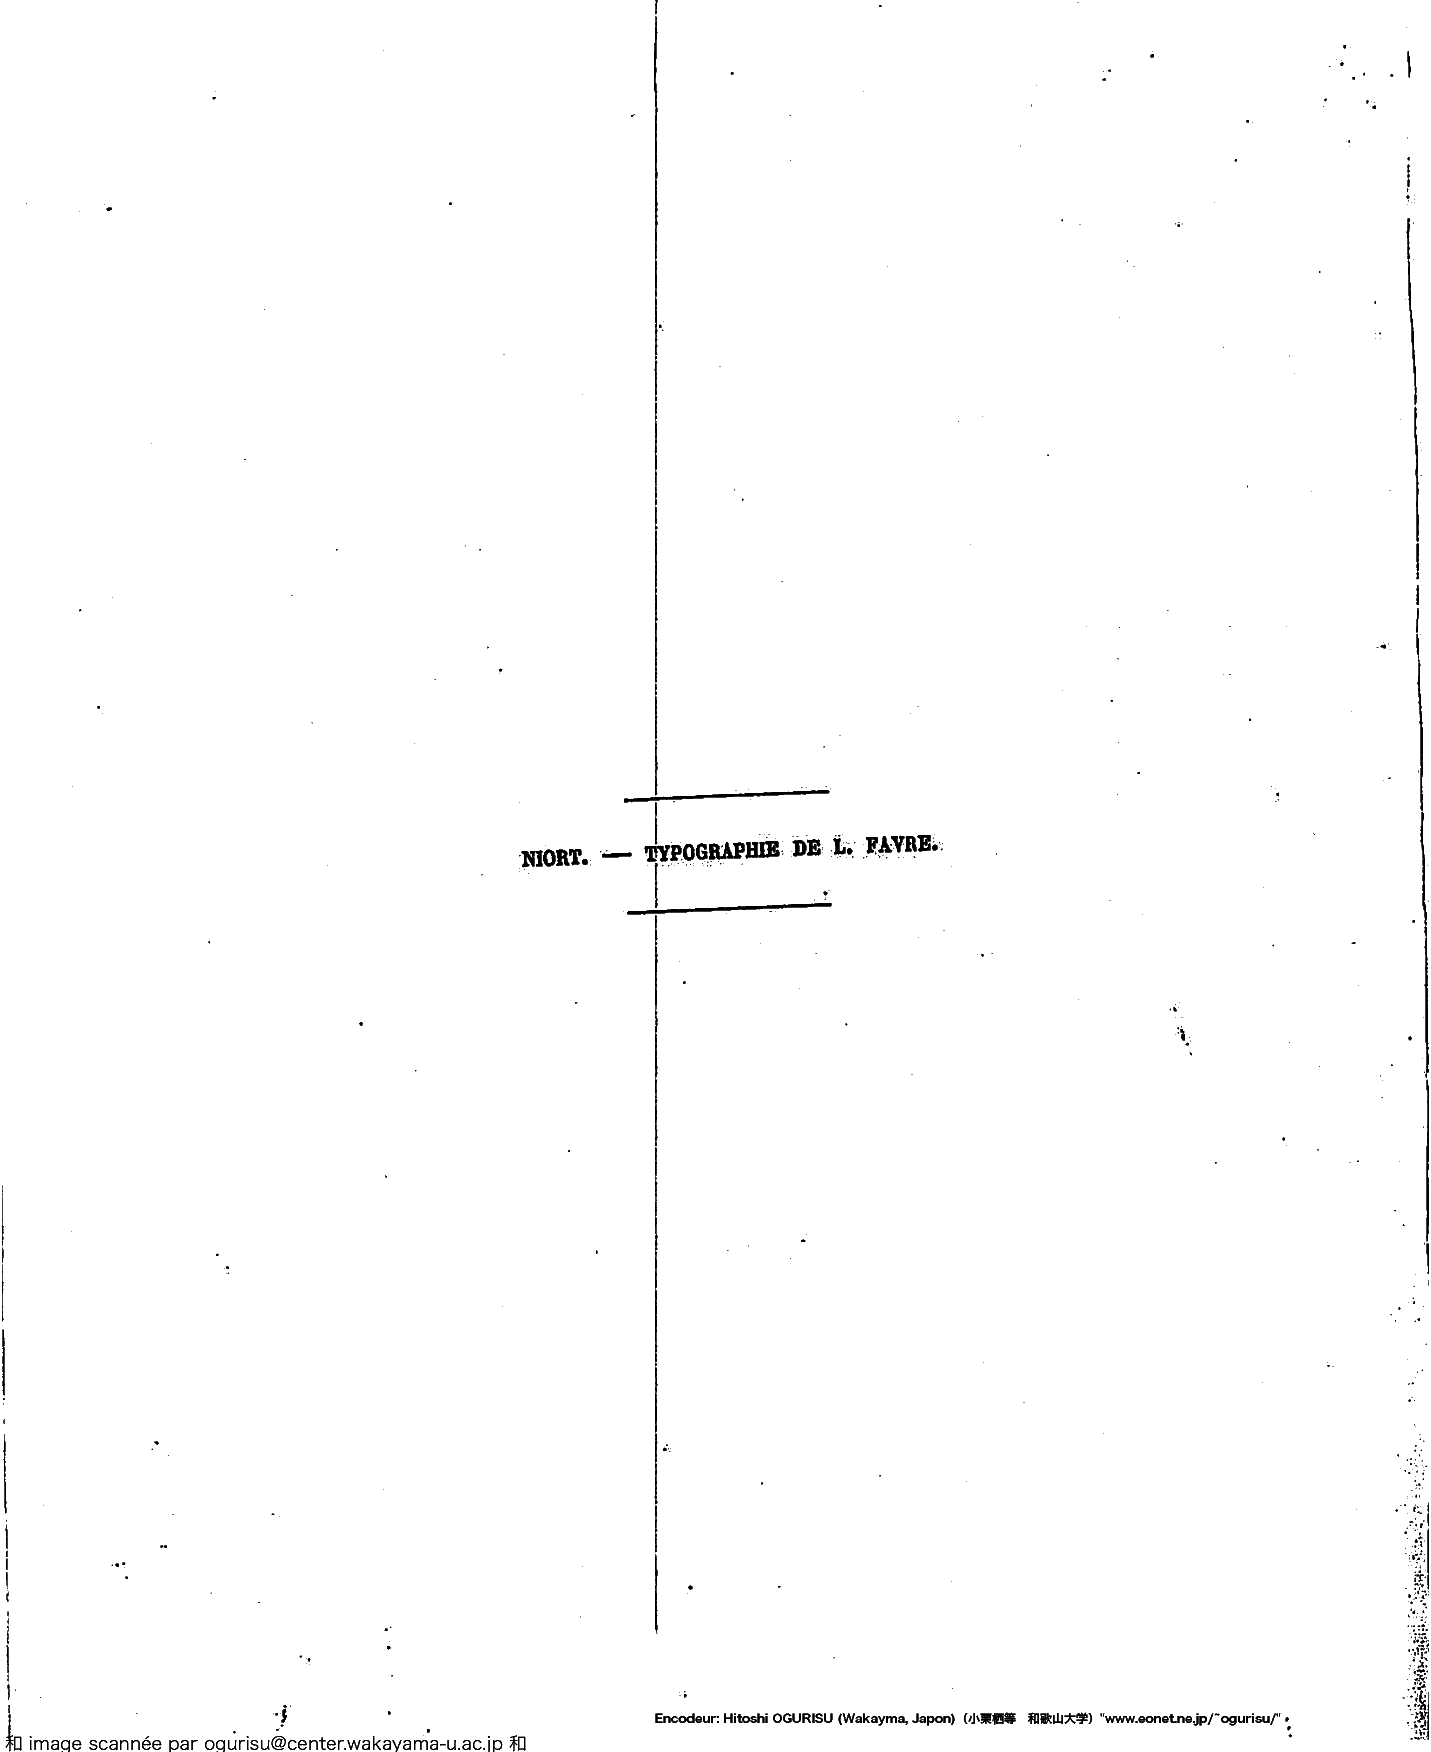 NIORT. — TYPOGRAPHIE DE L. FAVRE.
Encodeur: Hitoshi OGURISU (Wakayma, Japon) (小栗栖等 和歌山大学) "www.eonet.ne.jp/~ogurisu/"
和 image scannée par ogurisu@center.wakayama-u.ac.jp 和